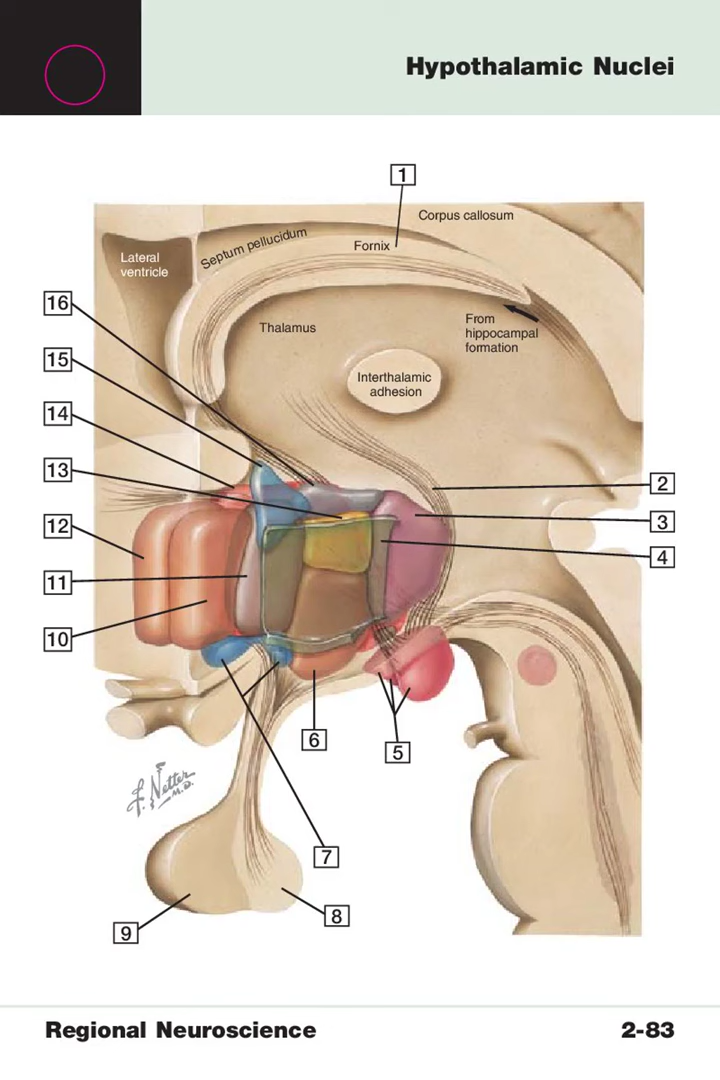 Hypothalamic Nuclei
1
Corpus callosum
Septum pellucidum
Fornix
Lateral
ventricle
16
Thalamus
From
hippocampal
formation
15
Interthalamic
adhesion
14
13
2
12
3
4
11
10
6
5
F. Netter
M.D.
7
8
9
Regional Neuroscience
2-83